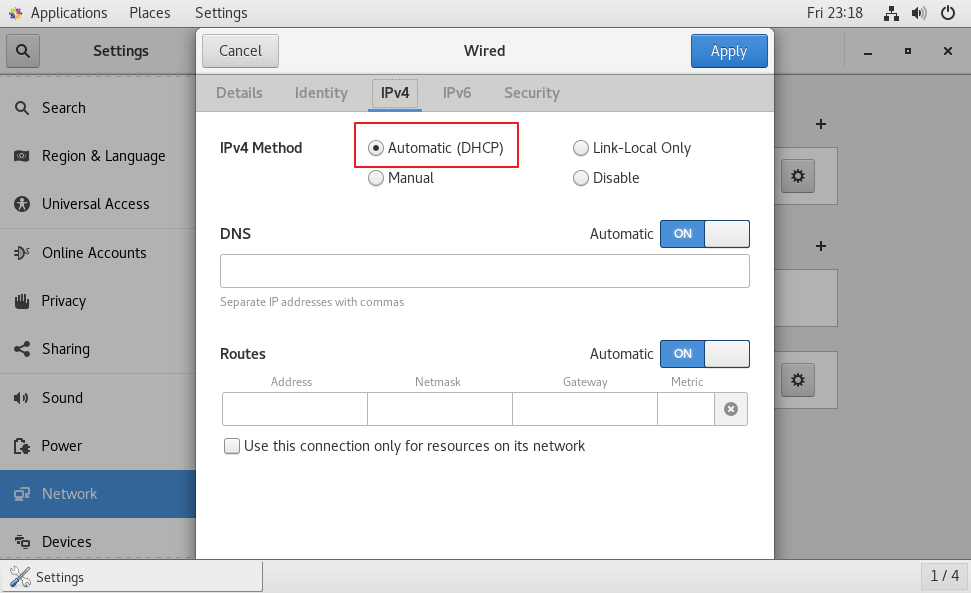 Applications Places Settings Fri 23:18
Settings
Cancel Wired Apply
Details Identity IPv4 IPv6 Security
Search
Region & Language
Universal Access
Online Accounts
Privacy
Sharing
Sound
Power
Network
Devices
IPv4 Method Automatic (DHCP) Link-Local Only
Manual Disable
DNS Automatic ON
Separate IP addresses with commas
Routes Automatic ON
Address Netmask Gateway Metric
Use this connection only for resources on its network
Settings 1 / 4